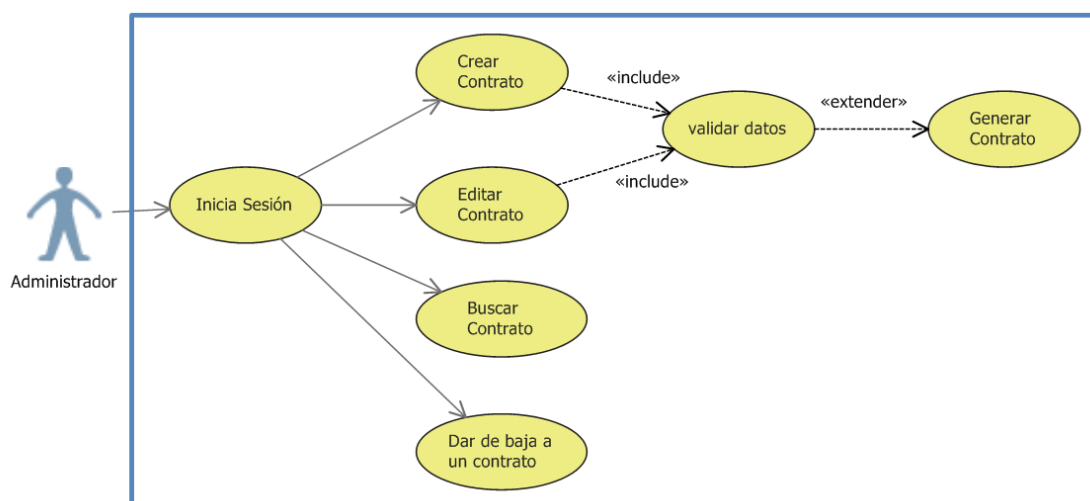 Crear
Contrato
«include»
validar datos
«extender»
Generar
Contrato
Inicia Sesión
Editar
Contrato
«include»
Administrador
Buscar
Contrato
Dar de baja a
un contrato